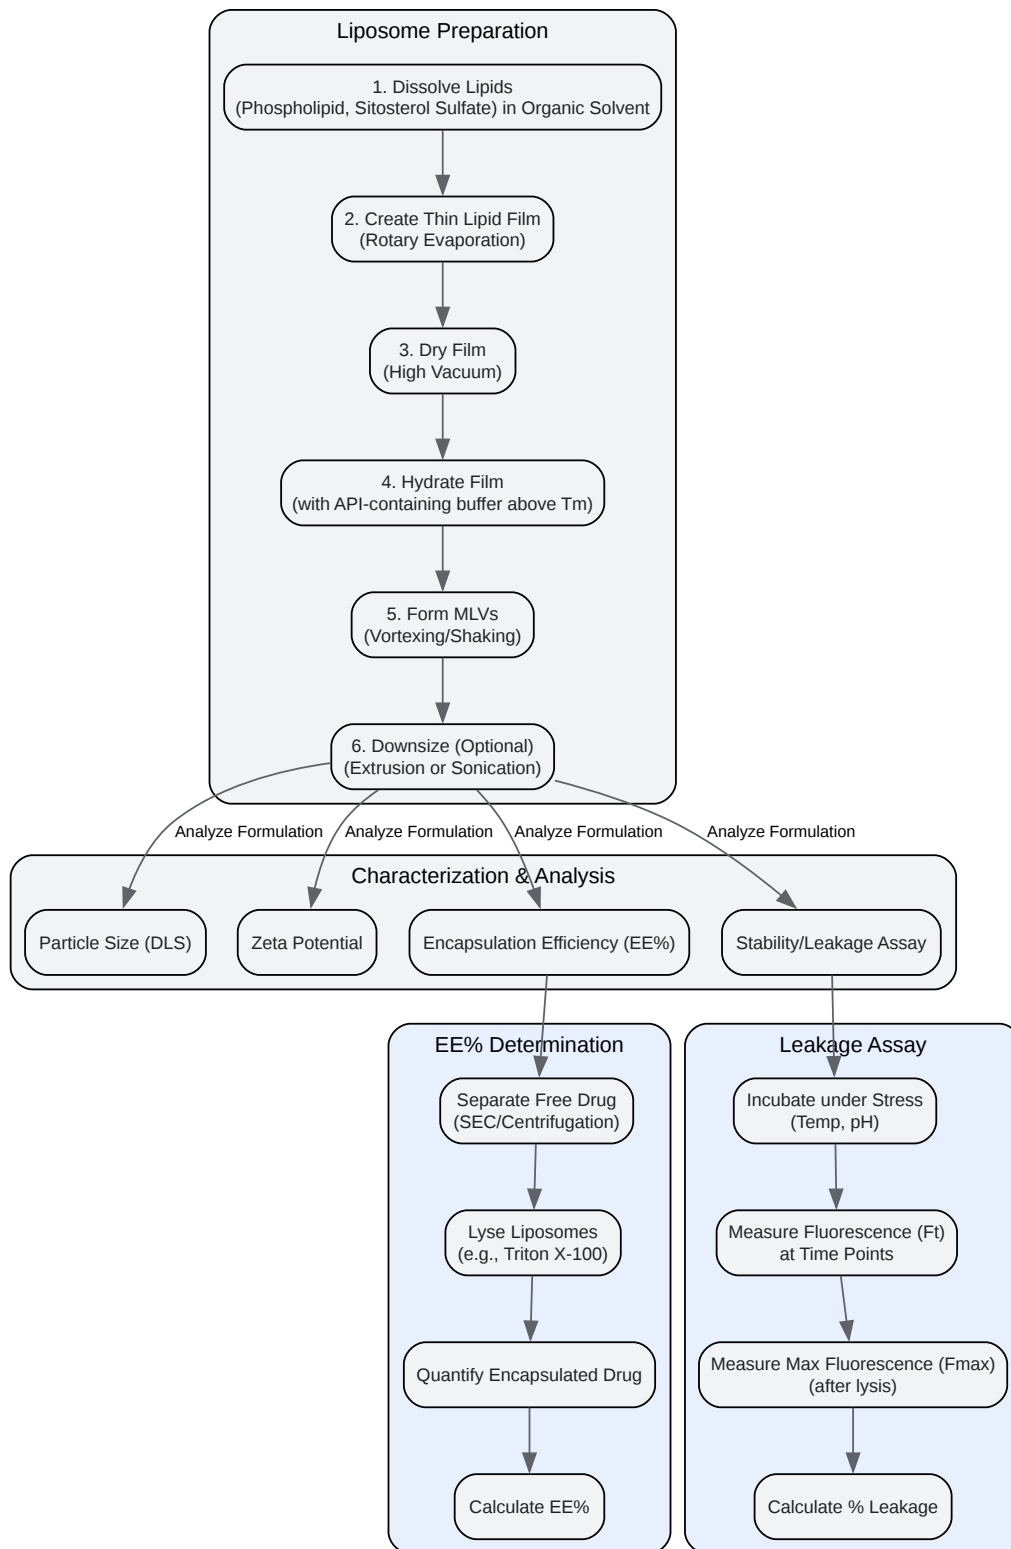 Liposome Preparation
1. Dissolve Lipids
(Phospholipid, Sitosterol Sulfate) in Organic Solvent
2. Create Thin Lipid Film
(Rotary Evaporation)
3. Dry Film
(High Vacuum)
4. Hydrate Film
(with API-containing buffer above Tm)
5. Form MLVs
(Vortexing/Shaking)
6. Downsize (Optional)
(Extrusion or Sonication)
Analyze Formulation
Analyze Formulation
Analyze Formulation
Analyze Formulation
Characterization & Analysis
Particle Size (DLS)
Zeta Potential
Encapsulation Efficiency (EE%)
Stability/Leakage Assay
EE% Determination
Separate Free Drug
(SEC/Centrifugation)
Lyse Liposomes
(e.g., Triton X-100)
Quantify Encapsulated Drug
Calculate EE%
Leakage Assay
Incubate under Stress
(Temp, pH)
Measure Fluorescence (Ft)
at Time Points
Measure Max Fluorescence (Fmax)
(after lysis)
Calculate % Leakage